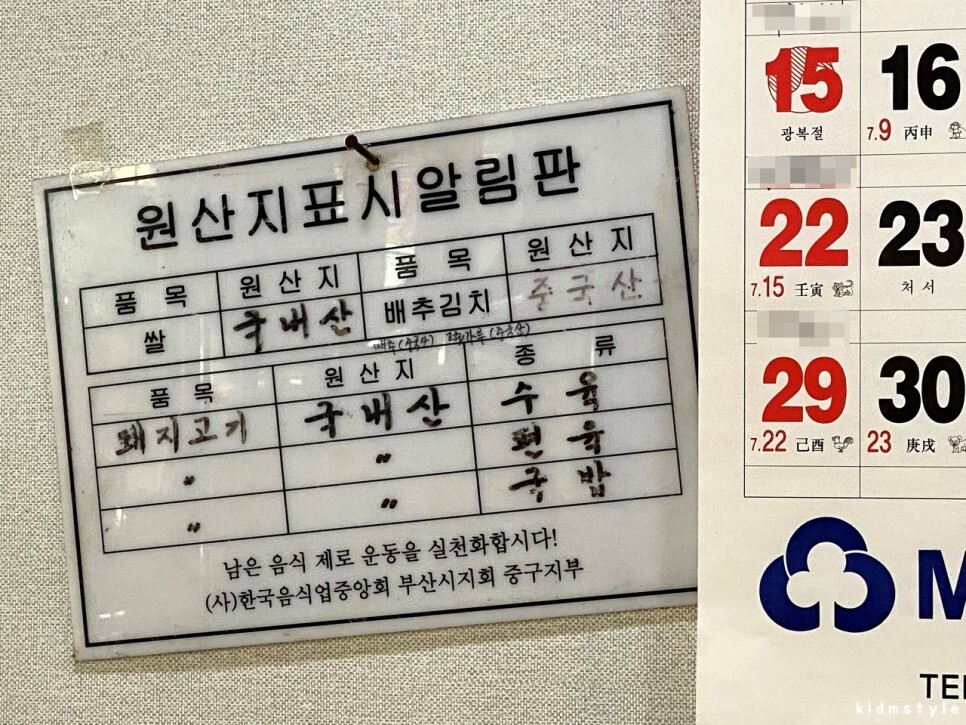 원산지표시알림판
품목 원산지 품목 원산지
쌀 국내산 배추김치 중국산
배추(중국산) 고춧가루(중국산)
품목 원산지 종류
돼지고기 국내산 수육
〃 〃 편육
〃 〃 국밥
남은 음식 제로 운동을 실천화합시다!
(사)한국음식업중앙회 부산시지회 중구지부
15 16
광복절 7.9 丙申
22 23
7.15 壬寅 처서
29 30
7.22 己酉 23 庚戌
M
TEL
kidmstyle